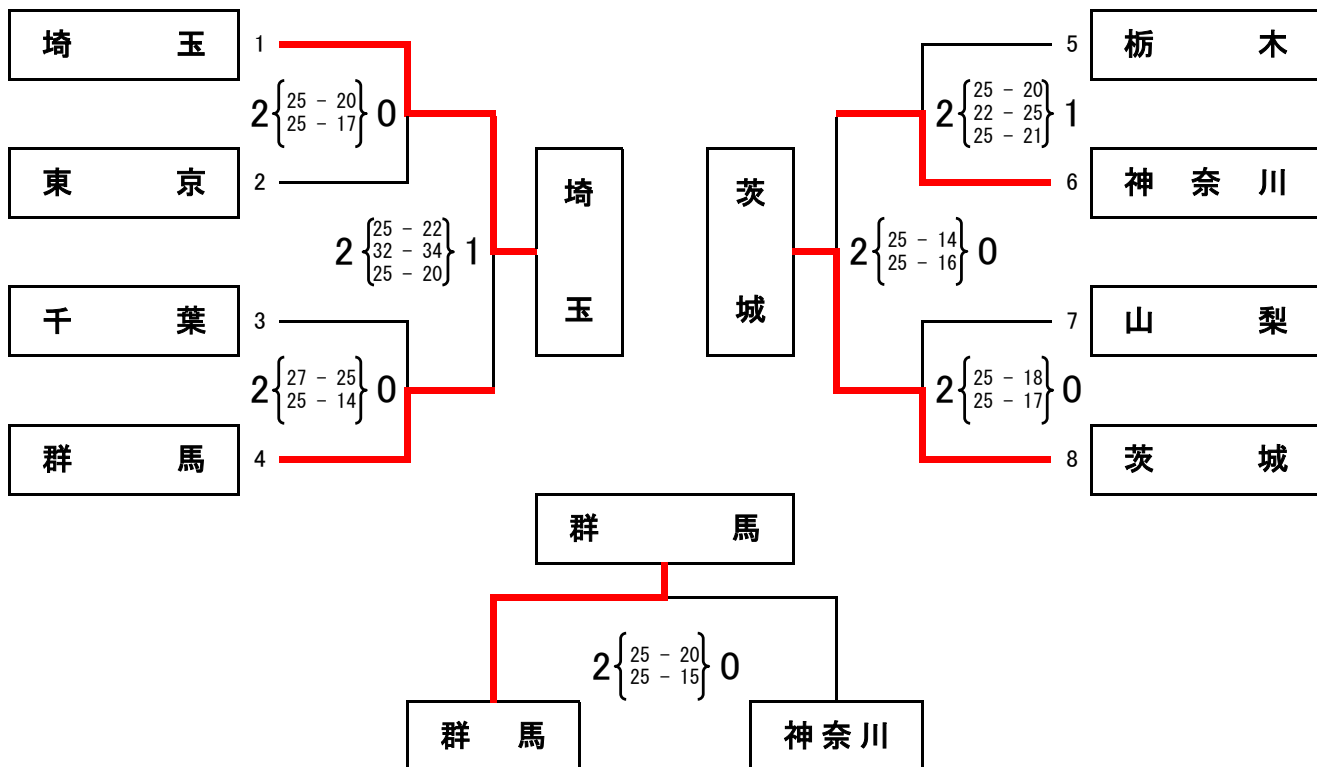 埼玉 1
2 { 25 - 20 } 0
25 - 17
東京 2
2 { 25 - 22 } 1
32 - 34
25 - 20
千葉 3
2 { 27 - 25 } 0
25 - 14
群馬 4
埼玉
茨城
5 栃木
2 { 25 - 20 } 1
22 - 25
25 - 21
6 神奈川
2 { 25 - 14 } 0
25 - 16
7 山梨
2 { 25 - 18 } 0
25 - 17
8 茨城
群馬
2 { 25 - 20 } 0
25 - 15
群馬
神奈川